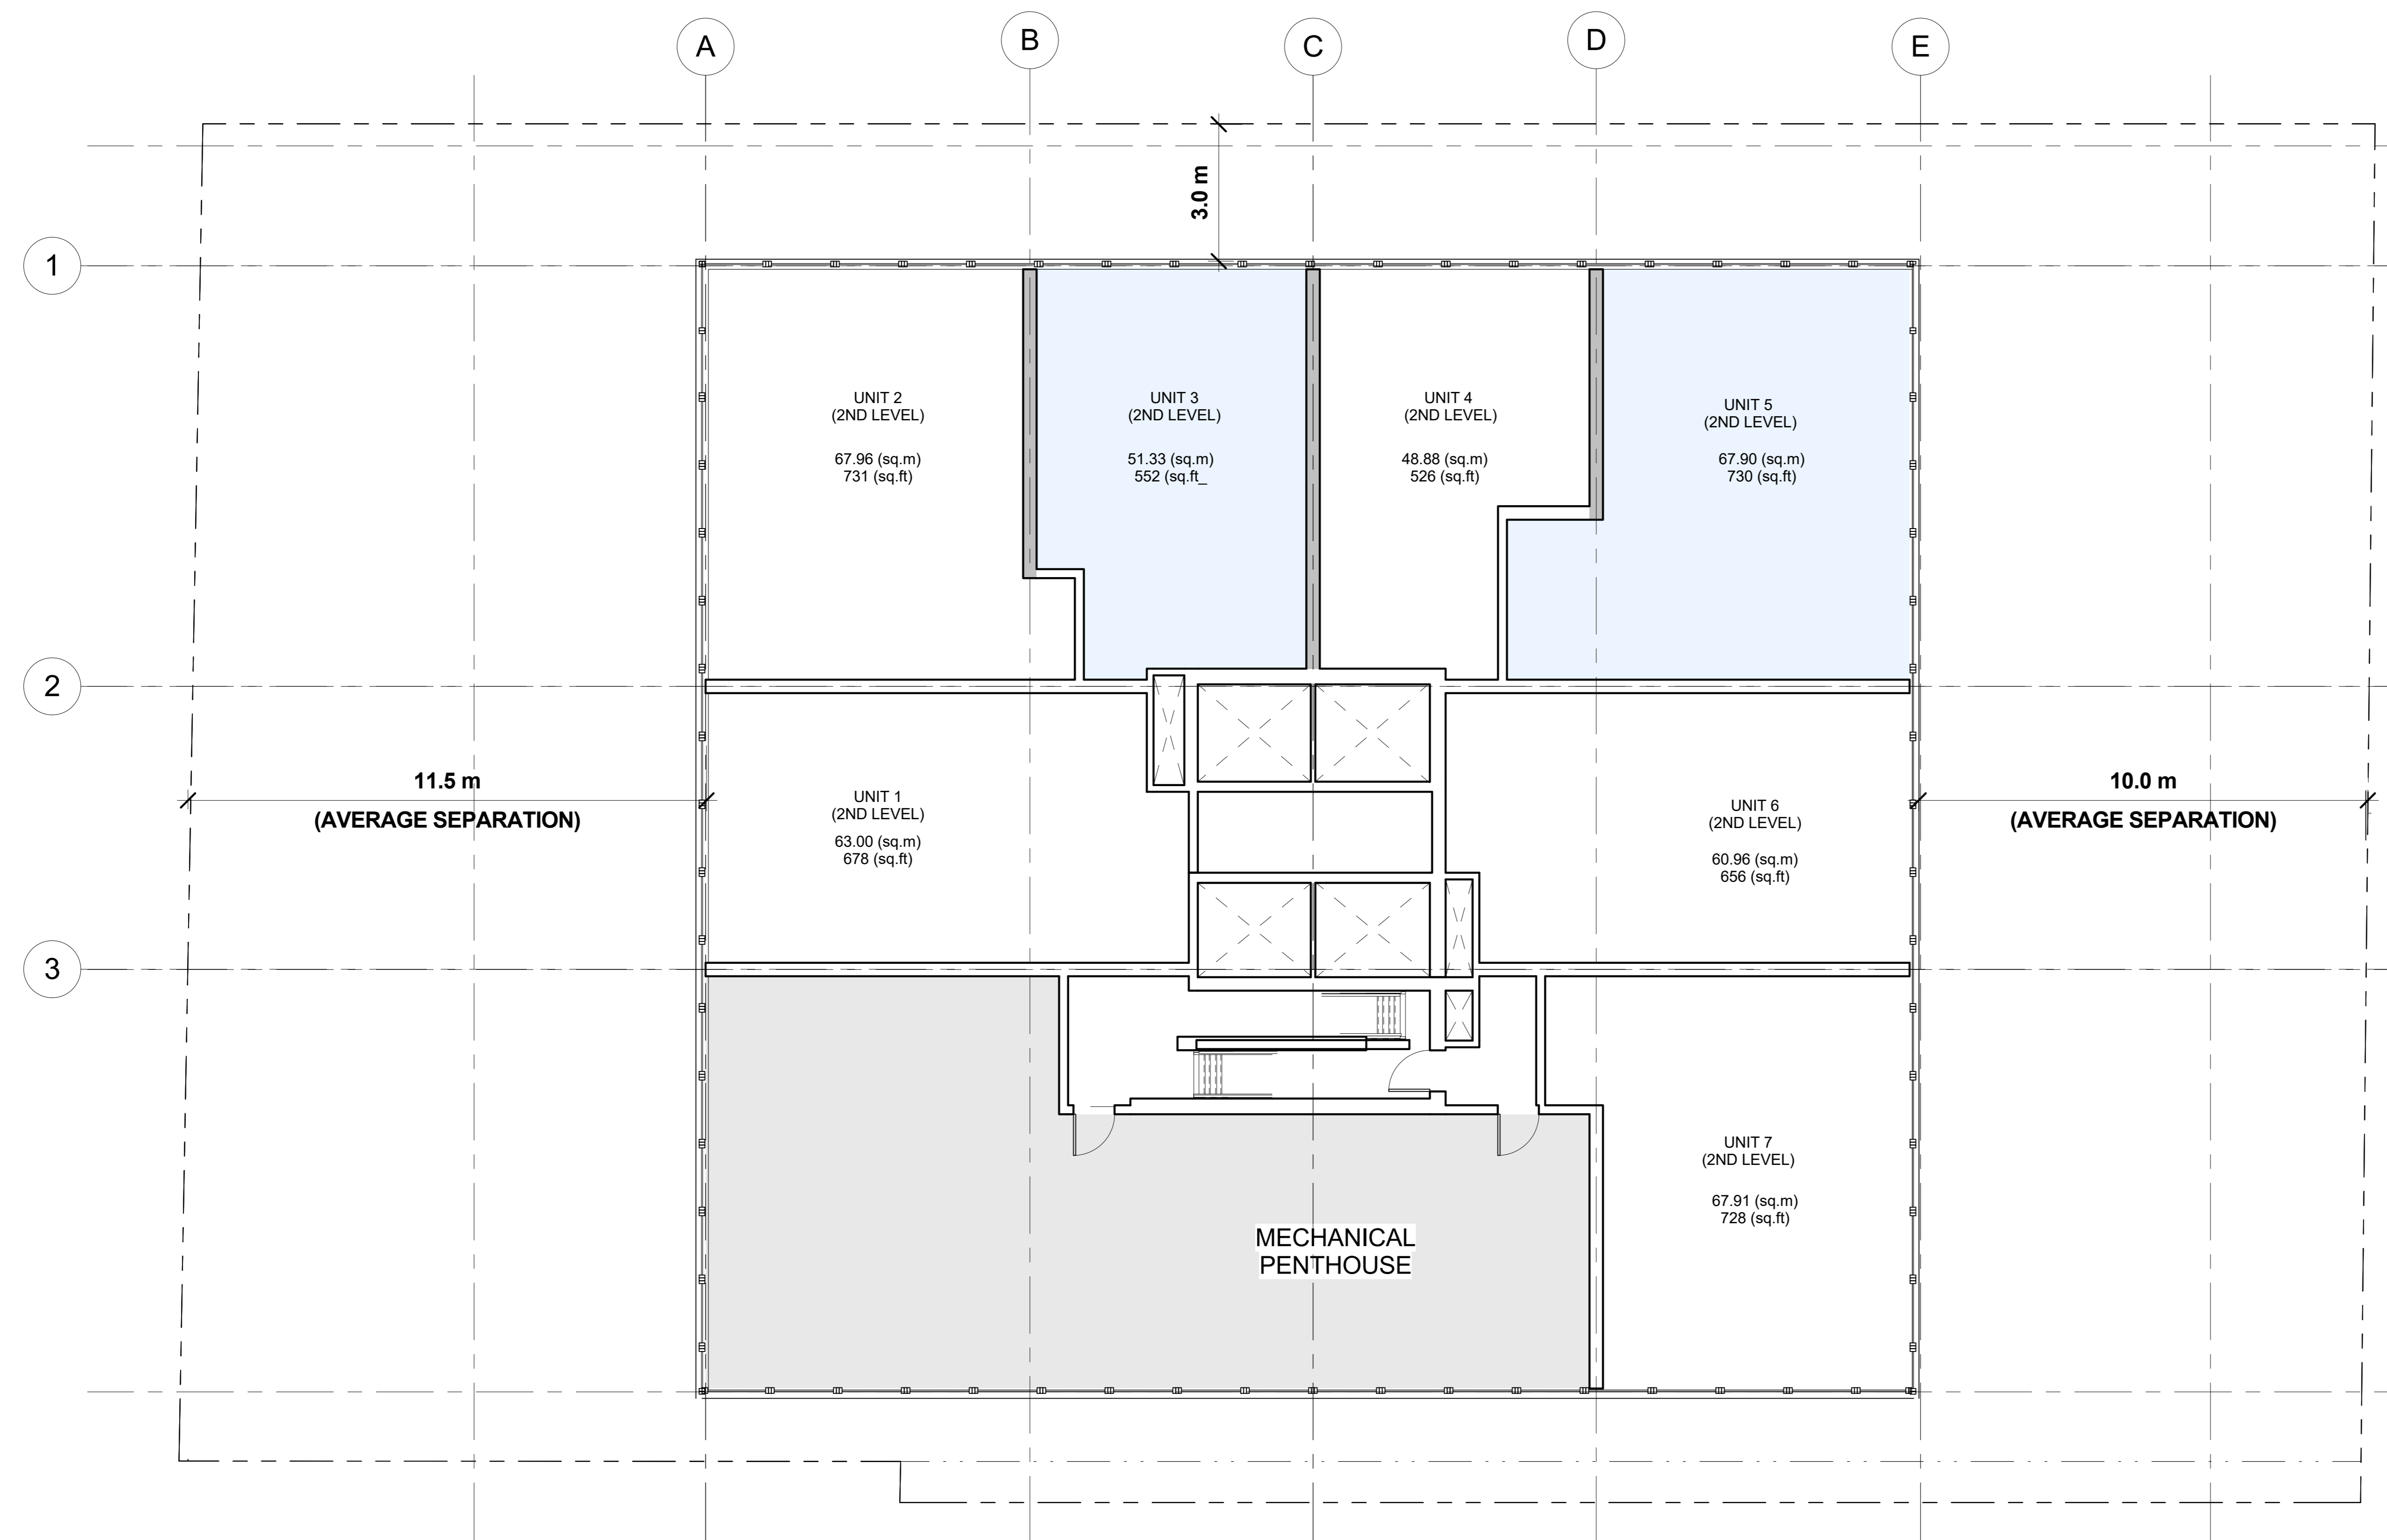 A
B
C
D
E
3.0 m
1
UNIT 2
(2ND LEVEL)
67.96 (sq.m)
731 (sq.ft)
UNIT 3
(2ND LEVEL)
51.33 (sq.m)
552 (sq.ft_
UNIT 4
(2ND LEVEL)
48.88 (sq.m)
526 (sq.ft)
UNIT 5
(2ND LEVEL)
67.90 (sq.m)
730 (sq.ft)
2
11.5 m
(AVERAGE SEPARATION)
UNIT 1
(2ND LEVEL)
63.00 (sq.m)
678 (sq.ft)
UNIT 6
(2ND LEVEL)
60.96 (sq.m)
656 (sq.ft)
10.0 m
(AVERAGE SEPARATION)
3
UNIT 7
(2ND LEVEL)
67.91 (sq.m)
728 (sq.ft)
MECHANICAL
PENTHOUSE